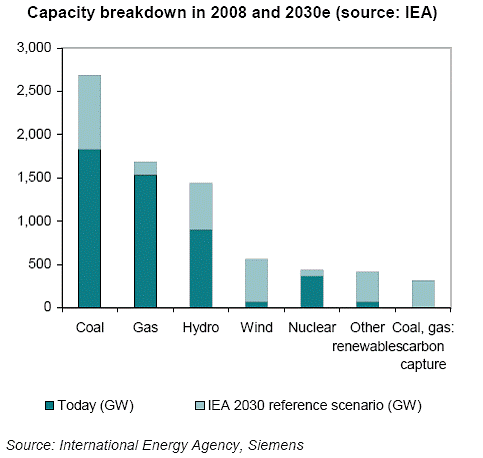 Capacity breakdown in 2008 and 2030e (source: IEA)
3,000
2,500
2,000
1,500
1,000
500
0
Coal Gas Hydro Wind Nuclear Other Coal, gas:
renewablescarbon
capture
Today (GW) IEA 2030 reference scenario (GW)
Source: International Energy Agency, Siemens